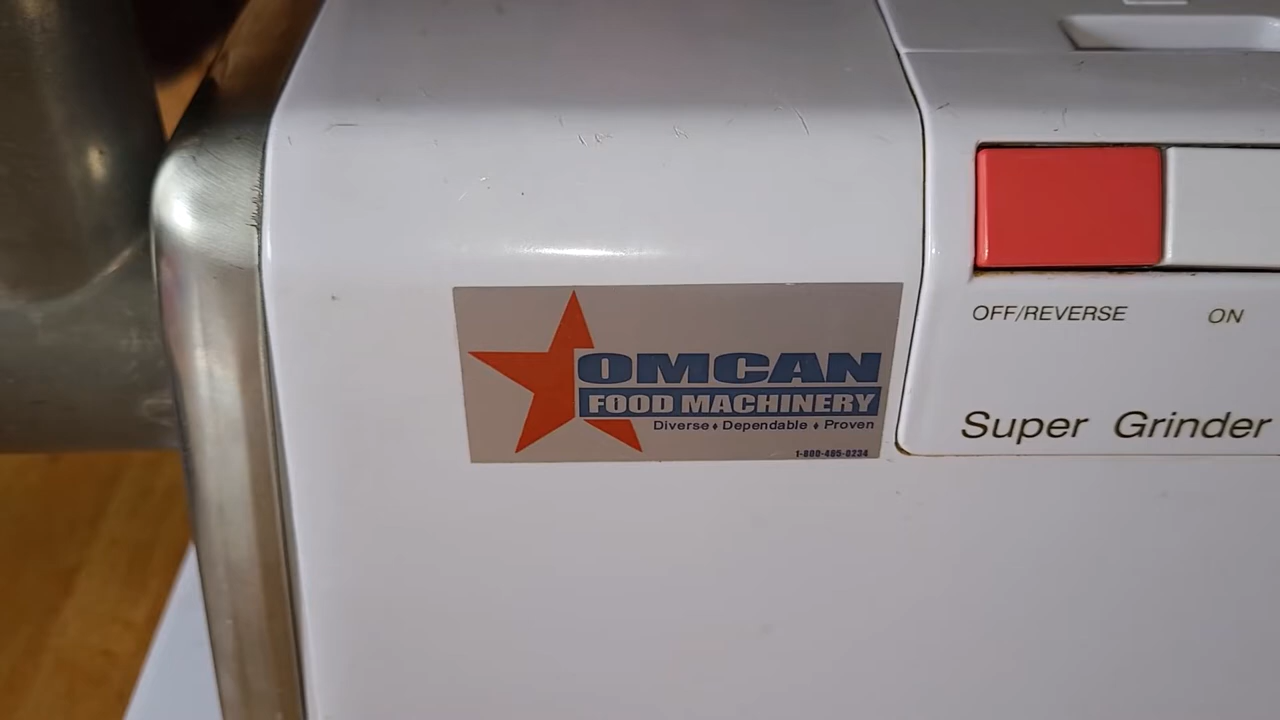 OMCAN
FOOD MACHINERY
Diverse ♦ Dependable ♦ Proven
1-800-465-0234
OFF/REVERSE
ON
Super Grinder